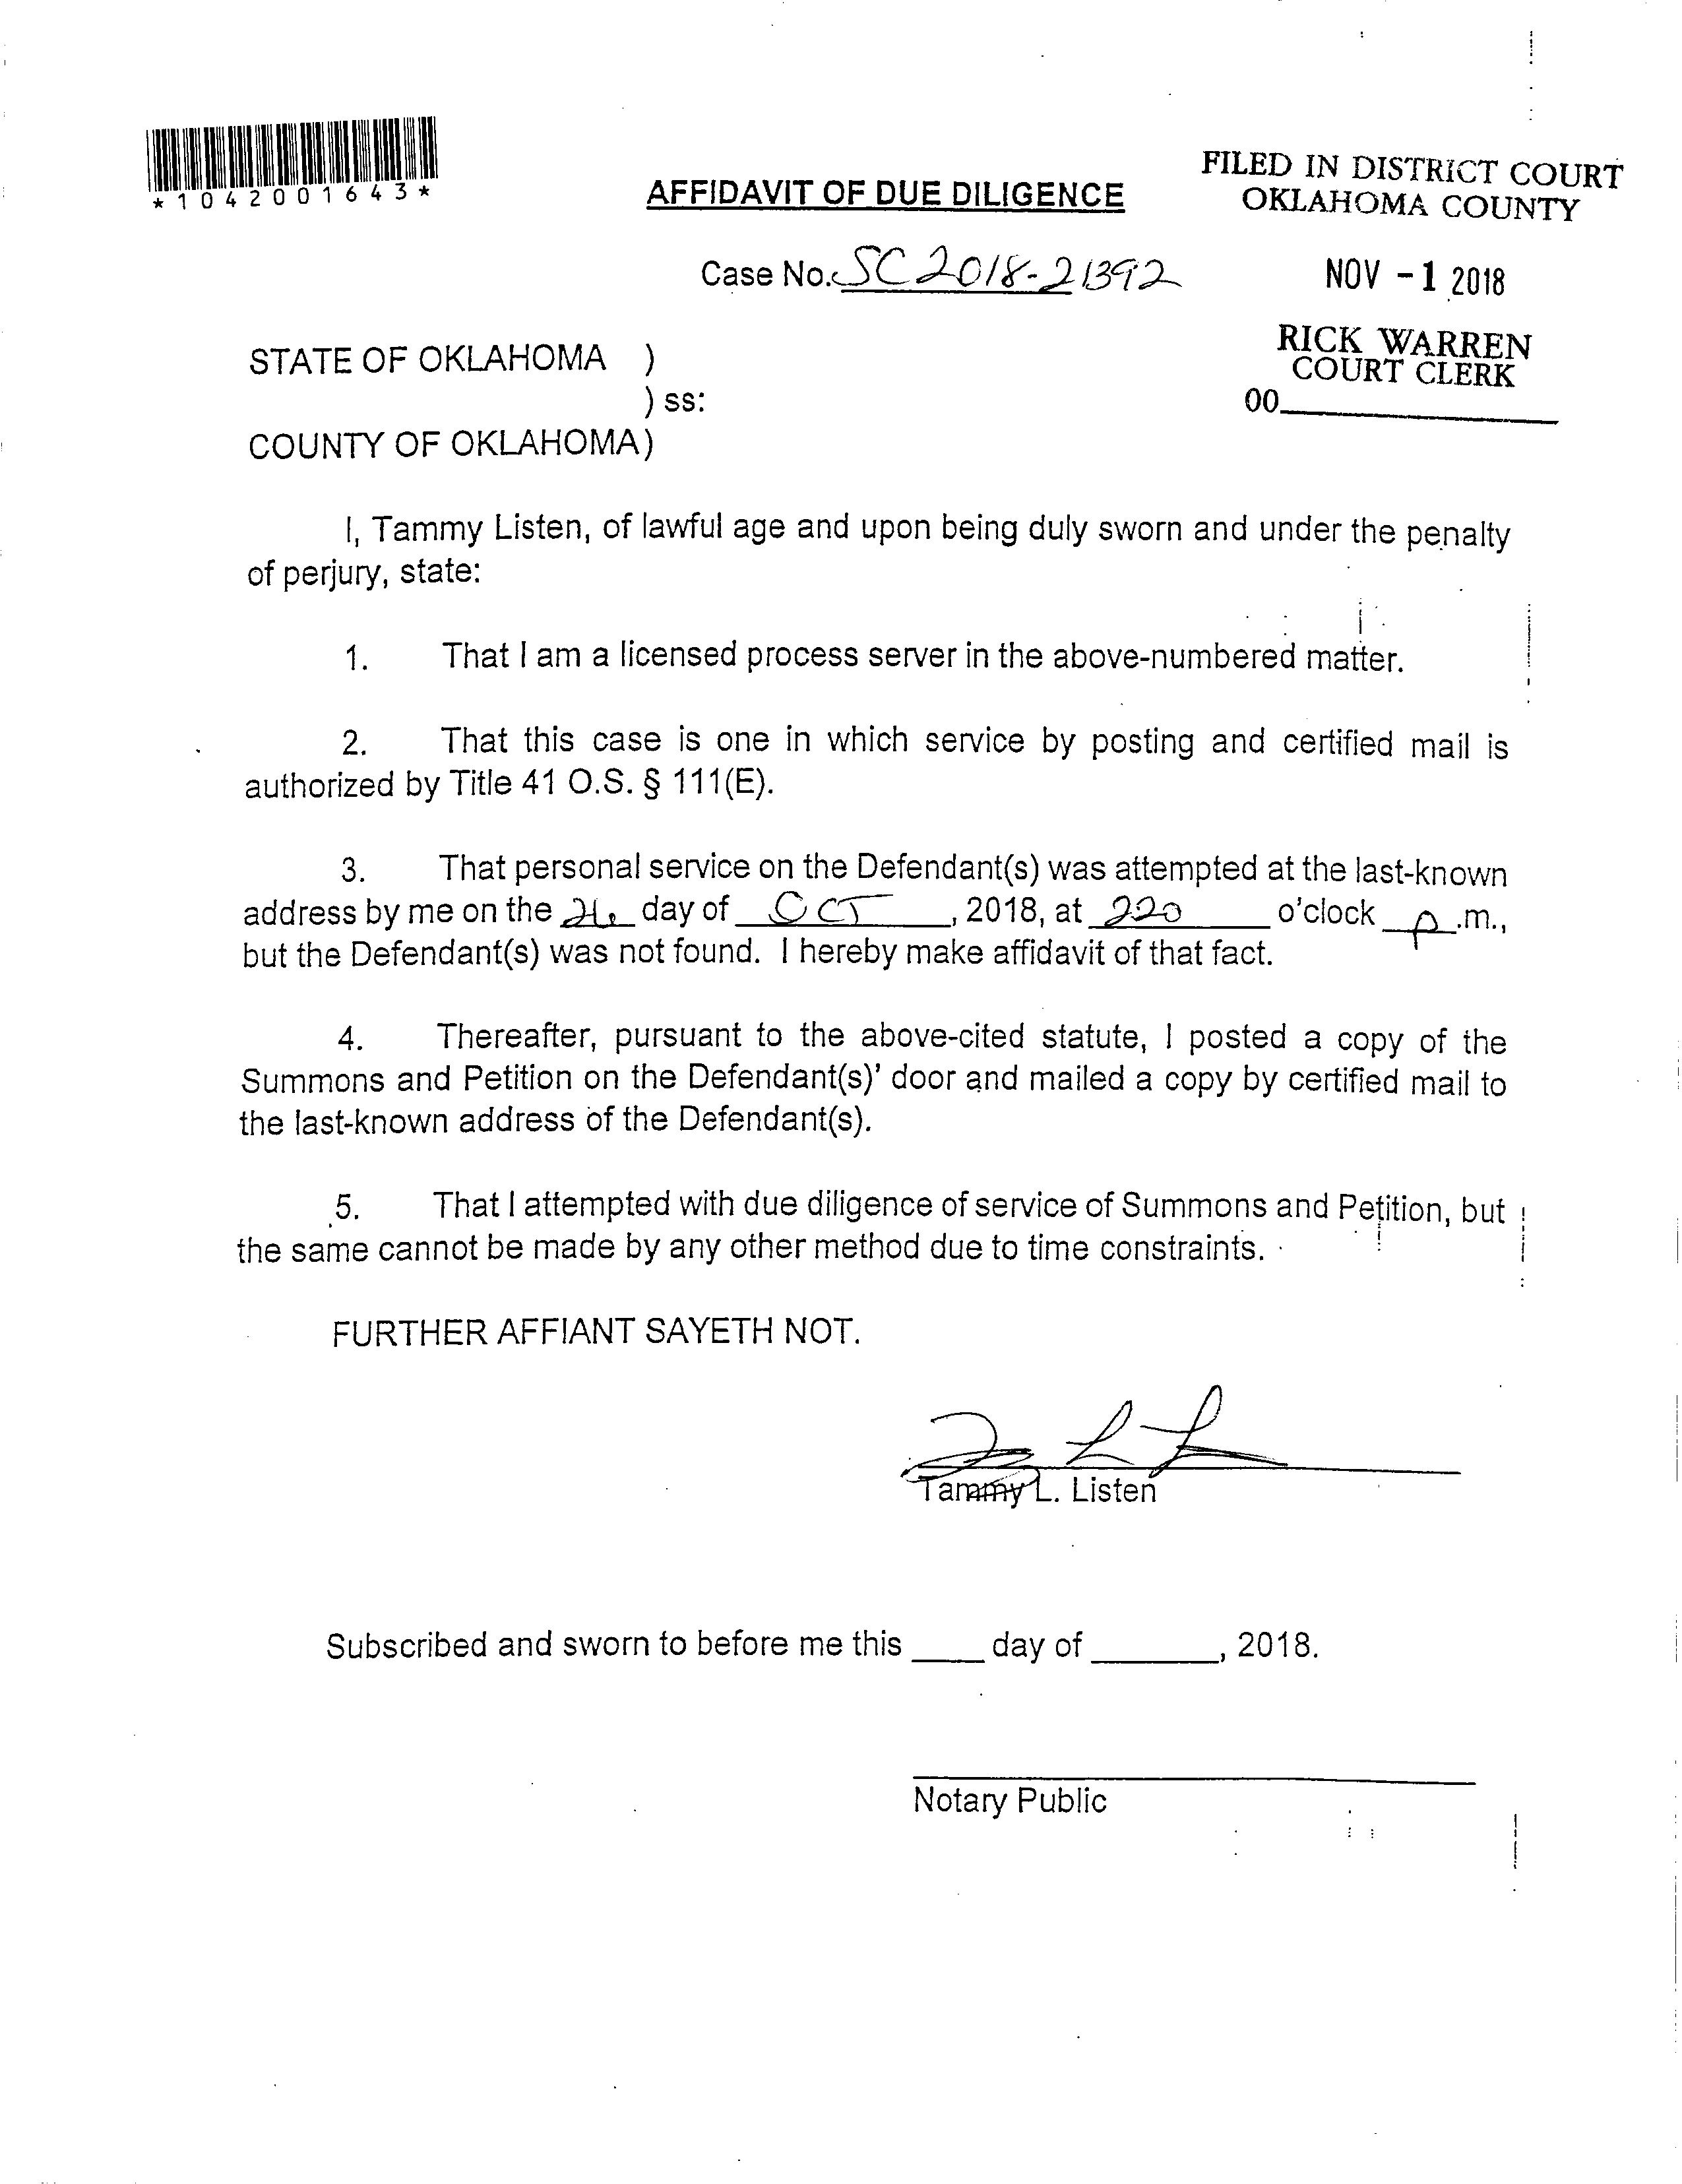 *1042001643*
AFFIDAVIT OF DUE DILIGENCE
FILED IN DISTRICT COURT
OKLAHOMA COUNTY
Case No. SC 2018-21392
NOV -1 2018
RICK WARREN
COURT CLERK
00
STATE OF OKLAHOMA )
) ss:
COUNTY OF OKLAHOMA)
I, Tammy Listen, of lawful age and upon being duly sworn and under the penalty
of perjury, state:
1. That I am a licensed process server in the above-numbered matter.
2. That this case is one in which service by posting and certified mail is
authorized by Title 41 O.S. § 111(E).
3. That personal service on the Defendant(s) was attempted at the last-known
address by me on the 26 day of OCT, 2018, at 220 o'clock p.m.,
but the Defendant(s) was not found. I hereby make affidavit of that fact.
4. Thereafter, pursuant to the above-cited statute, I posted a copy of the
Summons and Petition on the Defendant(s)' door and mailed a copy by certified mail to
the last-known address of the Defendant(s).
5. That I attempted with due diligence of service of Summons and Petition, but
the same cannot be made by any other method due to time constraints.
FURTHER AFFIANT SAYETH NOT.
Tammy L. Listen
Subscribed and sworn to before me this ____ day of _______, 2018.
Notary Public